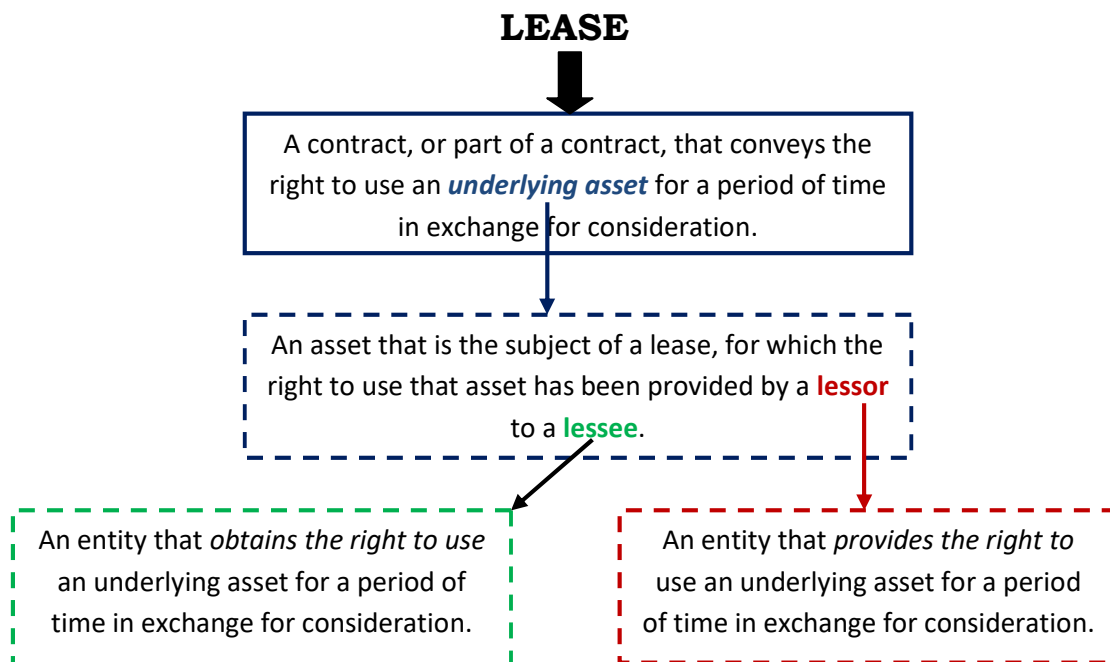 LEASE
A contract, or part of a contract, that conveys the
right to use an underlying asset for a period of time
in exchange for consideration.
An asset that is the subject of a lease, for which the
right to use that asset has been provided by a lessor
to a lessee.
An entity that obtains the right to use
an underlying asset for a period of
time in exchange for consideration.
An entity that provides the right to
use an underlying asset for a period
of time in exchange for consideration.